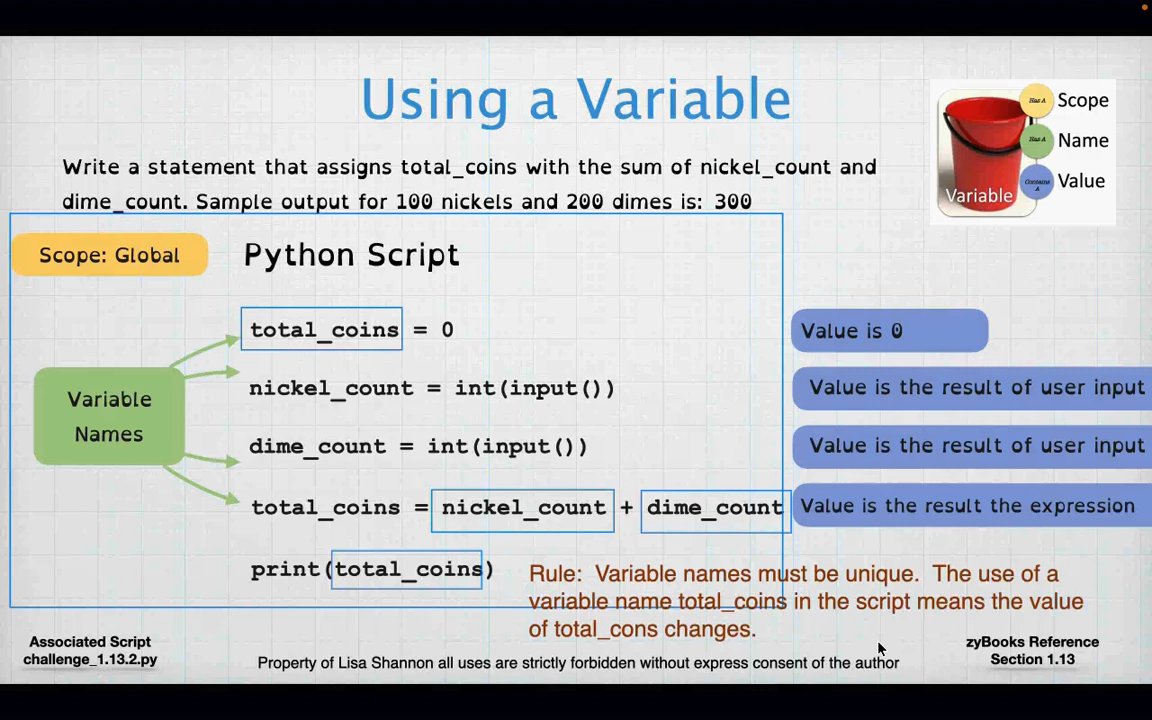 Using a Variable
Has A
Scope
Has A
Name
Contains A
Value
Variable
Write a statement that assigns total_coins with the sum of nickel_count and
dime_count. Sample output for 100 nickels and 200 dimes is: 300
Scope: Global
Python Script
total_coins = 0
Value is 0
Variable
Names
nickel_count = int(input())
Value is the result of user input
dime_count = int(input())
Value is the result of user input
total_coins = nickel_count + dime_count
Value is the result the expression
print(total_coins)
Rule: Variable names must be unique. The use of a
variable name total_coins in the script means the value
of total_cons changes.
Associated Script
challenge_1.13.2.py
Property of Lisa Shannon all uses are strictly forbidden without express consent of the author
zyBooks Reference
Section 1.13